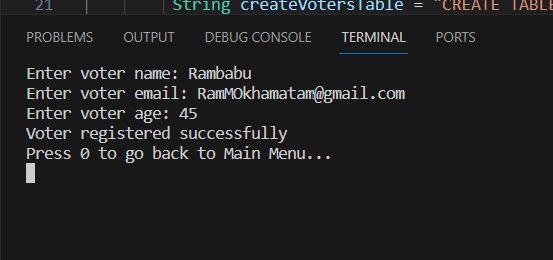 21 String createVotersTable = "CREATE TABLE
PROBLEMS OUTPUT DEBUG CONSOLE TERMINAL PORTS
Enter voter name: Rambabu
Enter voter email: RamMOkhamatam@gmail.com
Enter voter age: 45
Voter registered successfully
Press 0 to go back to Main Menu...